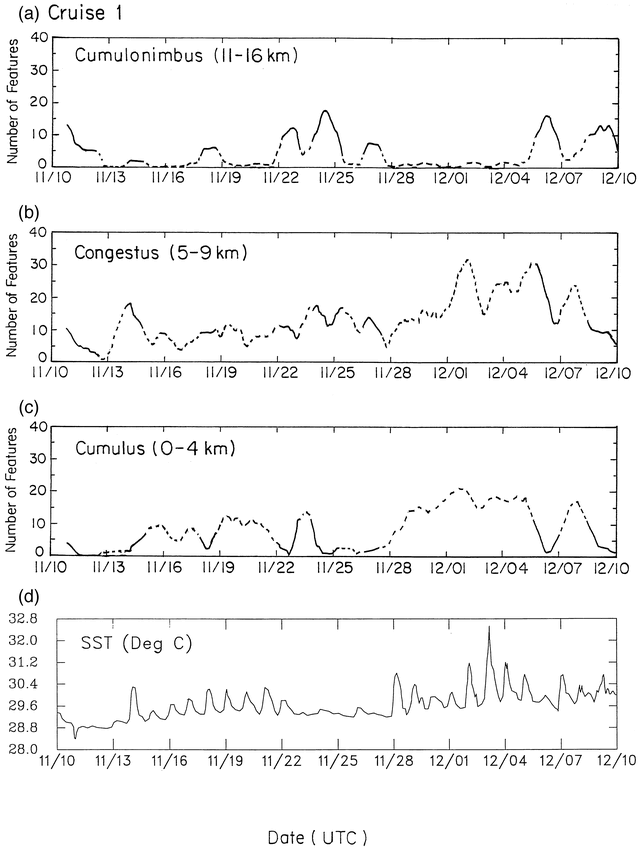 (a) Cruise 1
Cumulonimbus (11-16 km)
Number of Features
40
30
20
10
0
11/10 11/13 11/16 11/19 11/22 11/25 11/28 12/01 12/04 12/07 12/10
(b)
Congestus (5-9 km)
Number of Features
40
30
20
10
0
11/10 11/13 11/16 11/19 11/22 11/25 11/28 12/01 12/04 12/07 12/10
(c)
Cumulus (0-4 km)
Number of Features
40
30
20
10
0
11/10 11/13 11/16 11/19 11/22 11/25 11/28 12/01 12/04 12/07 12/10
(d)
SST (Deg C)
32.8
32.0
31.2
30.4
29.6
28.8
28.0
11/10 11/13 11/16 11/19 11/22 11/25 11/28 12/01 12/04 12/07 12/10
Date (UTC)